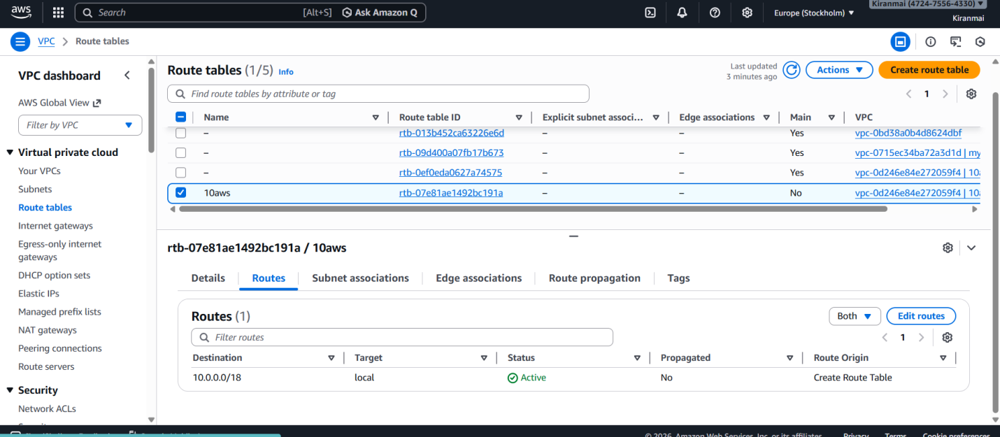 aws
Search [Alt+S] Ask Amazon Q Europe (Stockholm) Kiranmai (4724-7556-4330)
Kiranmai
VPC > Route tables
VPC dashboard
AWS Global View
Filter by VPC
Virtual private cloud
Your VPCs
Subnets
Route tables
Internet gateways
Egress-only internet
gateways
DHCP option sets
Elastic IPs
Managed prefix lists
NAT gateways
Peering connections
Route servers
Security
Network ACLs
Route tables (1/5) Info
Last updated
3 minutes ago
Actions
Create route table
Find route tables by attribute or tag
1
Name Route table ID Explicit subnet associ... Edge associations Main VPC
– rtb-013b452ca63226e6d – – Yes vpc-0bd38a0b4d8624dbf
– rtb-09d400a07fb17b673 – – Yes vpc-0715ec34ba72a3d1d | my
– rtb-0ef0eda0627a74575 – – Yes vpc-0d246e84e272059f4 | 10
10aws rtb-07e81ae1492bc191a – – No vpc-0d246e84e272059f4 | 10
rtb-07e81ae1492bc191a / 10aws
Details Routes Subnet associations Edge associations Route propagation Tags
Routes (1)
Both
Edit routes
Filter routes
1
Destination Target Status Propagated Route Origin
10.0.0.0/18 local Active No Create Route Table
© 2026, Amazon Web Services, Inc. or its affiliates. Privacy Terms Cookie preferences